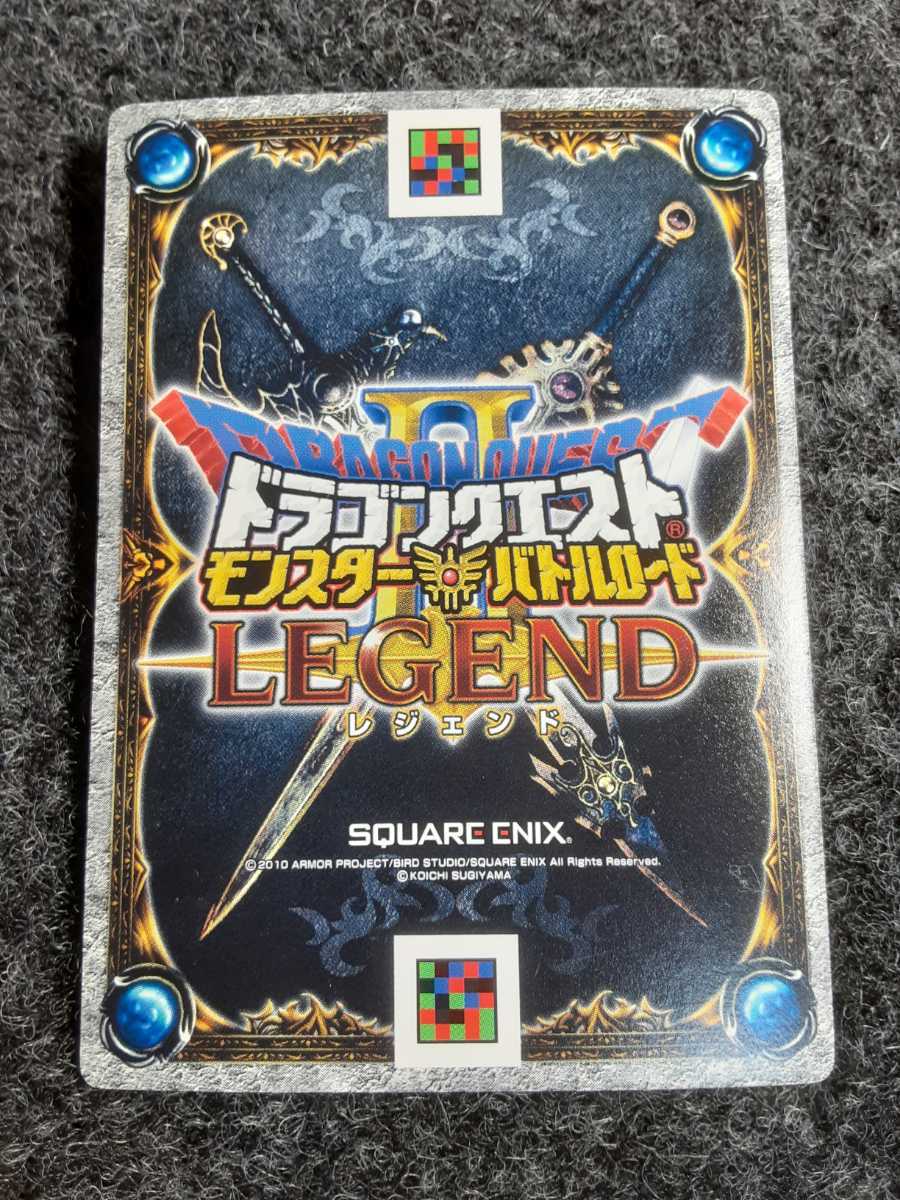 II
DRAGON QUEST
ドラゴンクエスト®
モンスターバトルロード
II
LEGEND
レジェンド
SQUARE ENIX®
©2010 ARMOR PROJECT/BIRD STUDIO/SQUARE ENIX All Rights Reserved.
©KOICHI SUGIYAMA